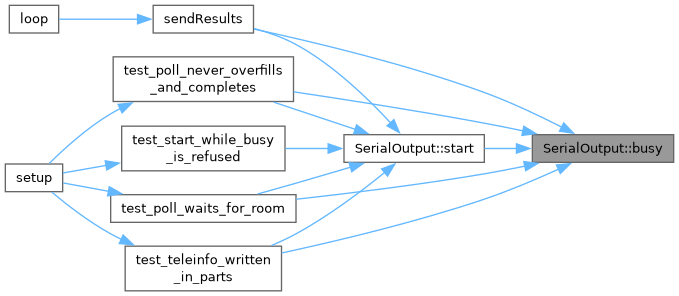 loop
sendResults
test_poll_never_overfills
_and_completes
test_start_while_busy
_is_refused
SerialOutput::start
SerialOutput::busy
setup
test_poll_waits_for_room
test_teleinfo_written
_in_parts